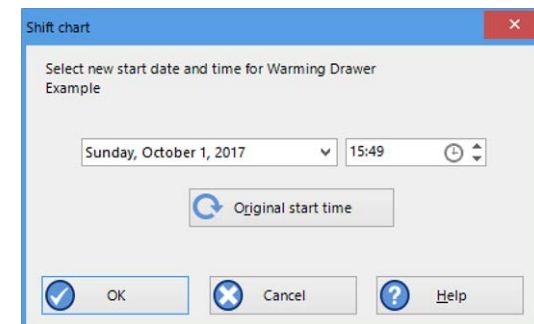 Shift chart
Select new start date and time for Warming Drawer
Example
Sunday, October 1, 2017 15:49
Original start time
OK Cancel Help